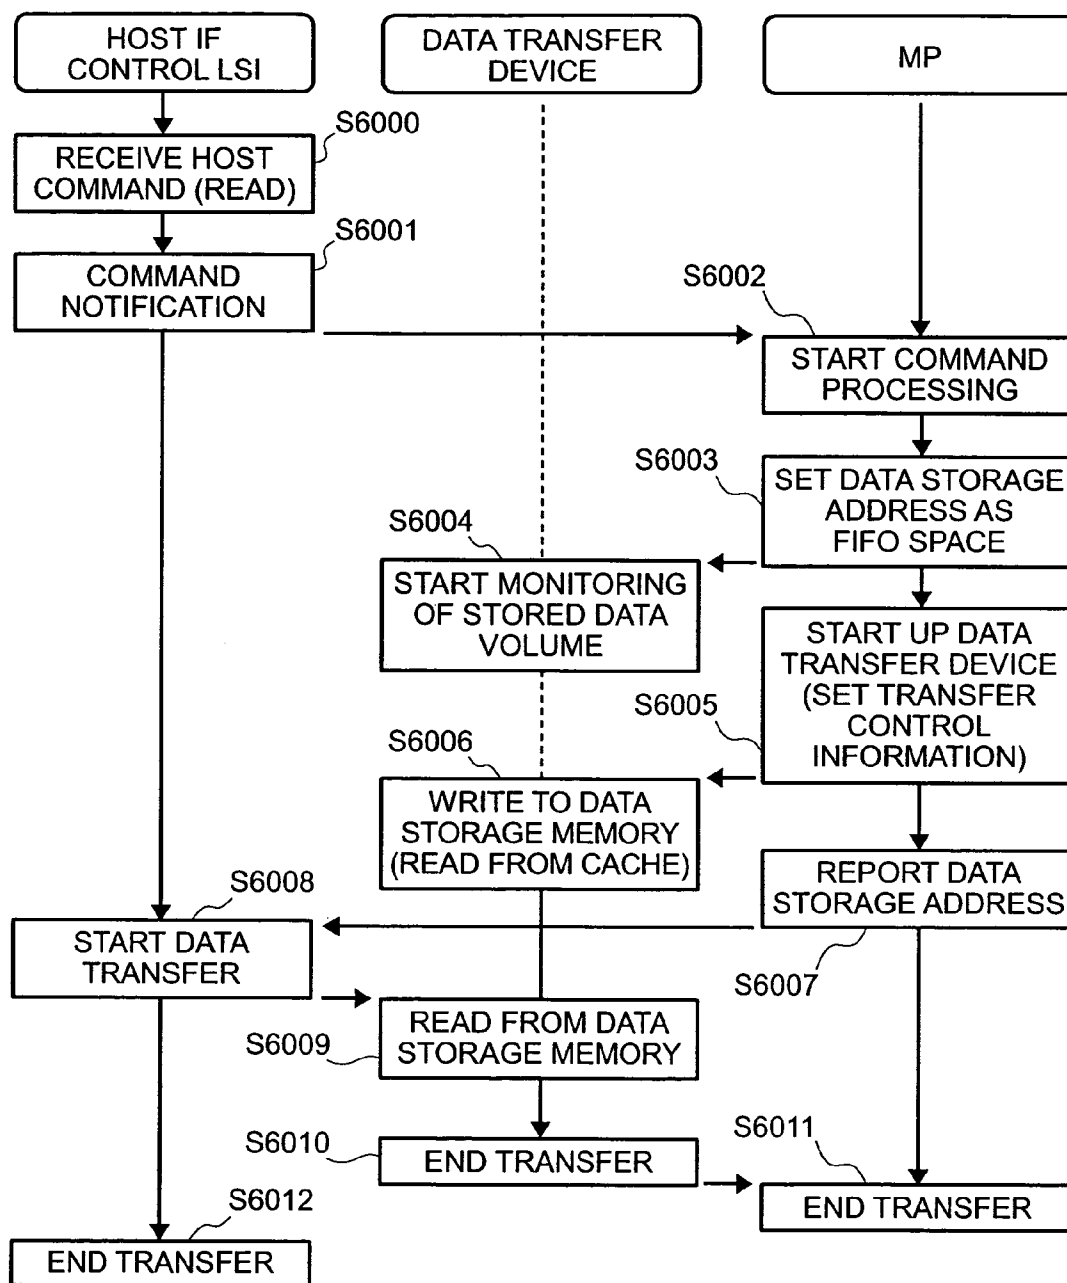 HOST IF
CONTROL LSI
DATA TRANSFER
DEVICE
MP
S6000
RECEIVE HOST
COMMAND (READ)
S6001
COMMAND
NOTIFICATION
S6002
START COMMAND
PROCESSING
S6003
SET DATA STORAGE
ADDRESS AS
FIFO SPACE
S6004
START MONITORING
OF STORED DATA
VOLUME
S6005
START UP DATA
TRANSFER DEVICE
(SET TRANSFER
CONTROL
INFORMATION)
S6006
WRITE TO DATA
STORAGE MEMORY
(READ FROM CACHE)
REPORT DATA
STORAGE ADDRESS
S6007
S6008
START DATA
TRANSFER
S6009
READ FROM DATA
STORAGE MEMORY
S6010
END TRANSFER
S6011
END TRANSFER
S6012
END TRANSFER